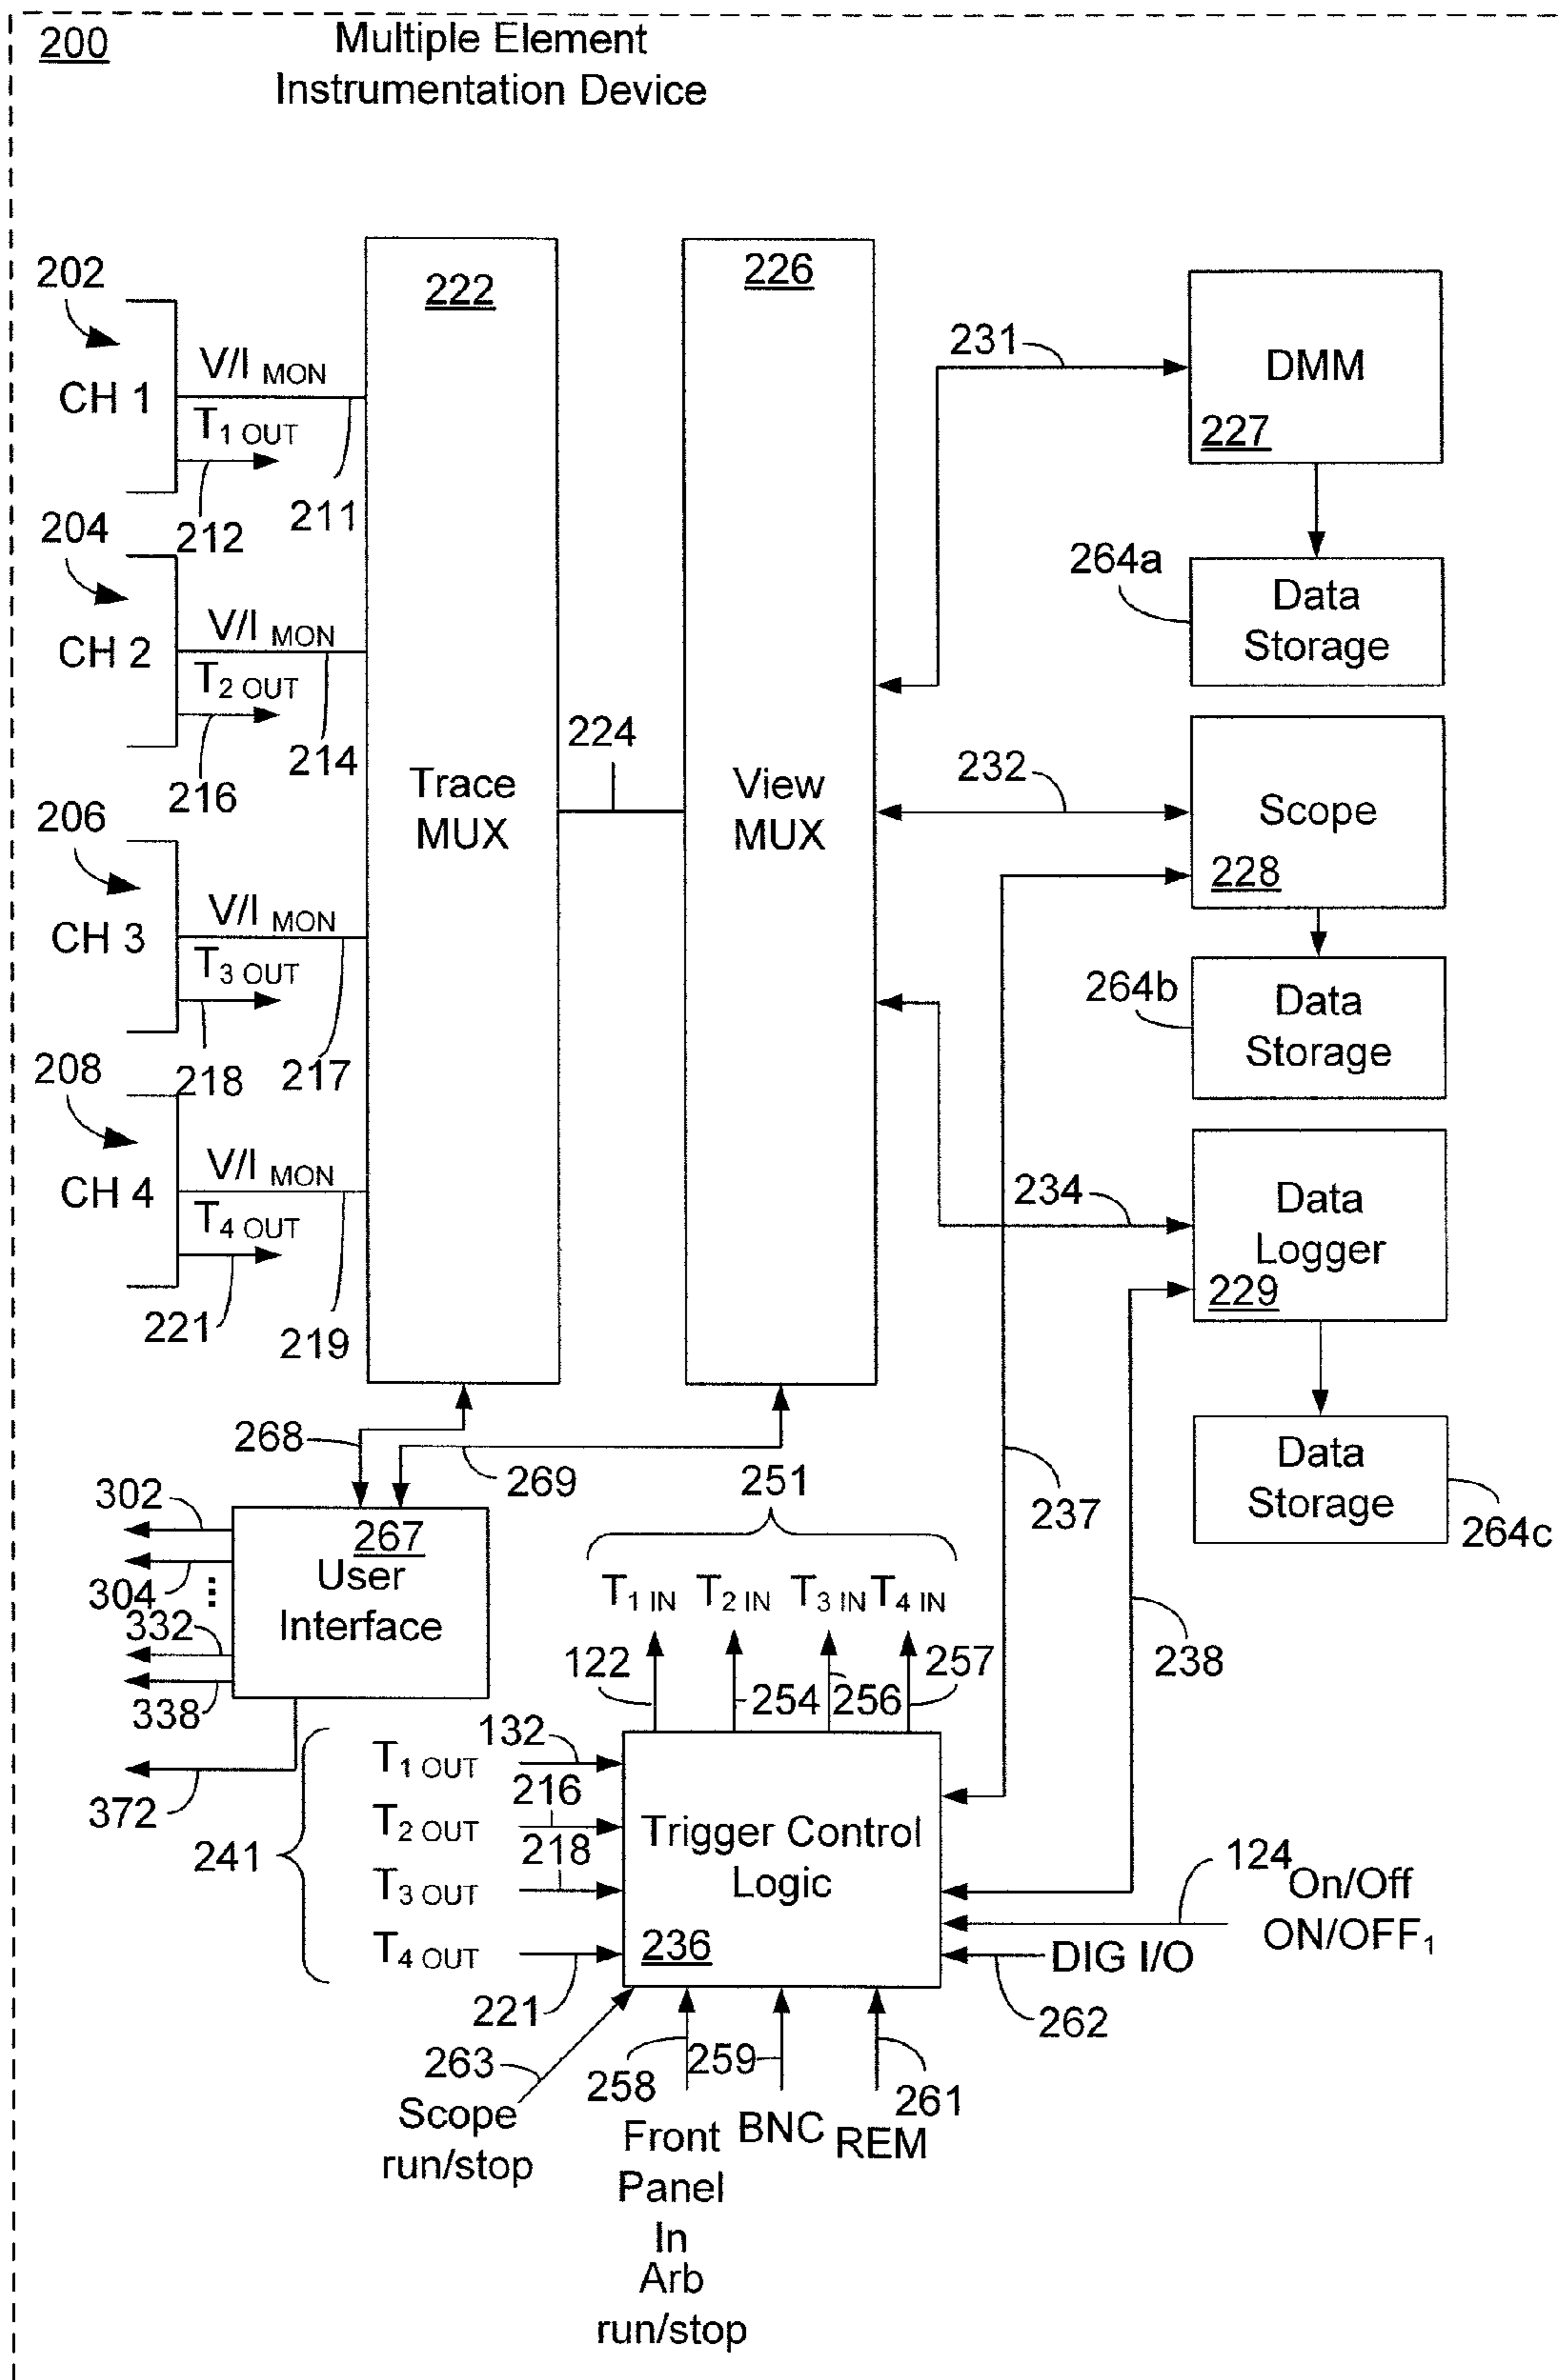 200
Multiple Element
Instrumentation Device
202
CH 1
V/I MON
T1 OUT
212
211
204
CH 2
V/I MON
T2 OUT
216
214
206
CH 3
V/I MON
T3 OUT
218
217
208
CH 4
V/I MON
T4 OUT
221
219
222
Trace
MUX
224
226
View
MUX
231
DMM
227
264a
Data
Storage
232
Scope
228
264b
Data
Storage
234
Data
Logger
229
Data
Storage
264c
268
269
237
238
302
304
332
338
372
267
User
Interface
251
T1 IN T2 IN T3 IN T4 IN
122
254
256
257
241
T1 OUT
132
T2 OUT
216
T3 OUT
218
T4 OUT
221
Trigger Control
Logic
236
124
On/Off
ON/OFF1
DIG I/O
262
263
Scope
run/stop
258
Front
Panel
In
Arb
run/stop
259
BNC
261
REM